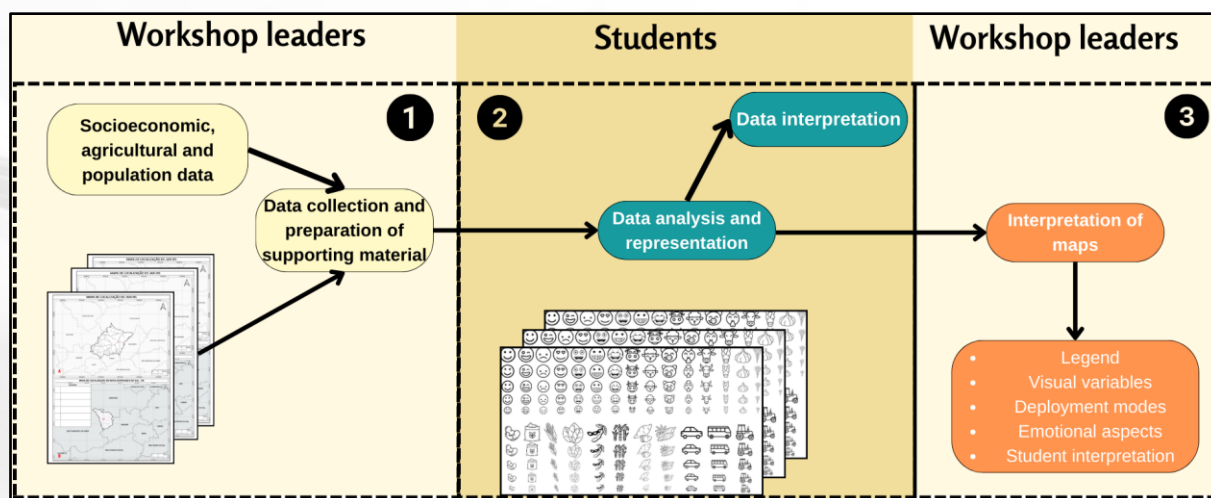 Workshop leaders
Students
Workshop leaders
1
Socioeconomic,
agricultural and
population data
Data collection and
preparation of
supporting material
2
Data interpretation
Data analysis and
representation
3
Interpretation of
maps
• Legend
• Visual variables
• Deployment modes
• Emotional aspects
• Student interpretation